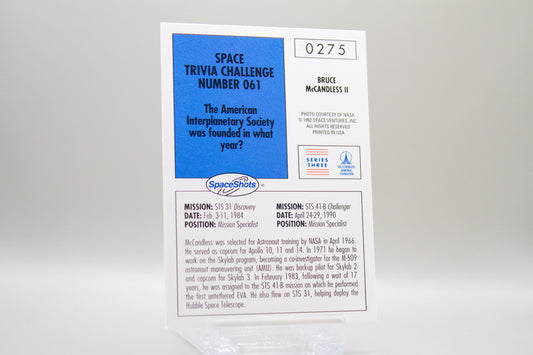 SPACE
TRIVIA CHALLENGE
NUMBER 061
The American
Interplanetary Society
was founded in what
year?
0275
BRUCE
McCANDLESS II
PHOTO COURTESY OF NASA
© 1992 SPACE VENTURES, INC.
ALL RIGHTS RESERVED
PRINTED IN USA
SERIES
THREE
SpaceShots
MISSION: STS 31 Discovery
DATE: Feb. 3-11, 1984
POSITION: Mission Specialist
MISSION: STS 41-B Challenger
DATE: April 24-29, 1990
POSITION: Mission Specialist
McCandless was selected for Astronaut training by NASA in April 1966.
He served as capcom for Apollo 10, 11 and 14. In 1971 he began to
work on the Skylab program, becoming a co-investigator for the M-509
astronaut maneuvering unit (AMU). He was backup pilot for Skylab 2
and capcom for Skylab 3. In February 1983, following a wait of 17
years, he was assigned to the STS 41-B mission on which he performed
the first untethered EVA. He also flew on STS 31, helping deploy the
Hubble Space Telescope.